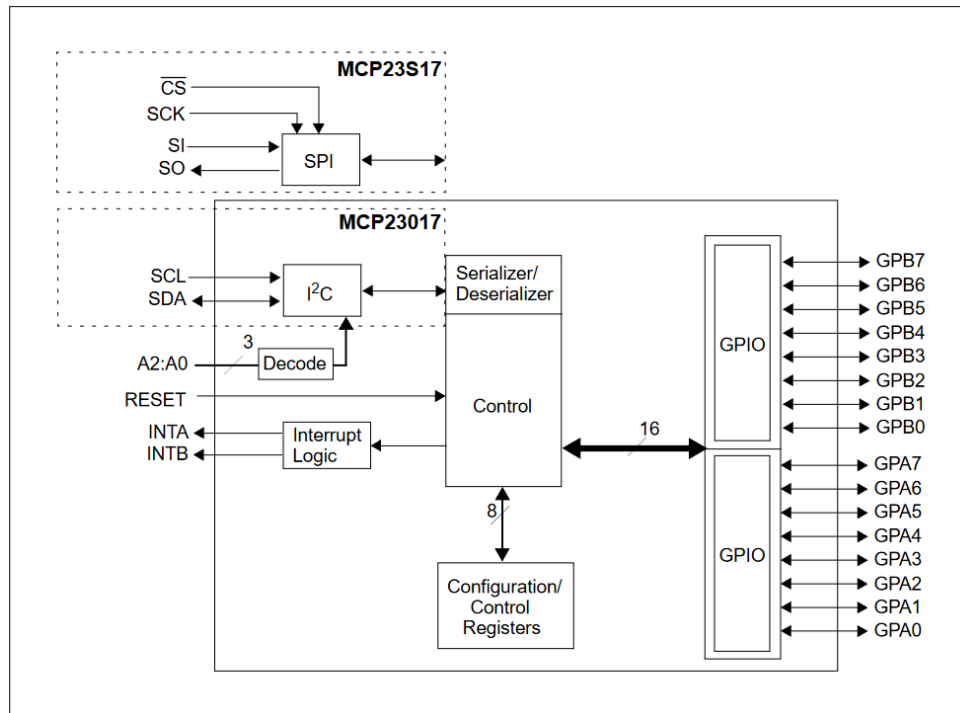 MCP23S17
CS
SCK
SI
SO
SPI
MCP23017
SCL
SDA
I²C
Serializer/
Deserializer
A2:A0
3
Decode
RESET
Control
INTA
INTB
Interrupt
Logic
16
8
Configuration/
Control
Registers
GPIO
GPB7
GPB6
GPB5
GPB4
GPB3
GPB2
GPB1
GPB0
GPIO
GPA7
GPA6
GPA5
GPA4
GPA3
GPA2
GPA1
GPA0